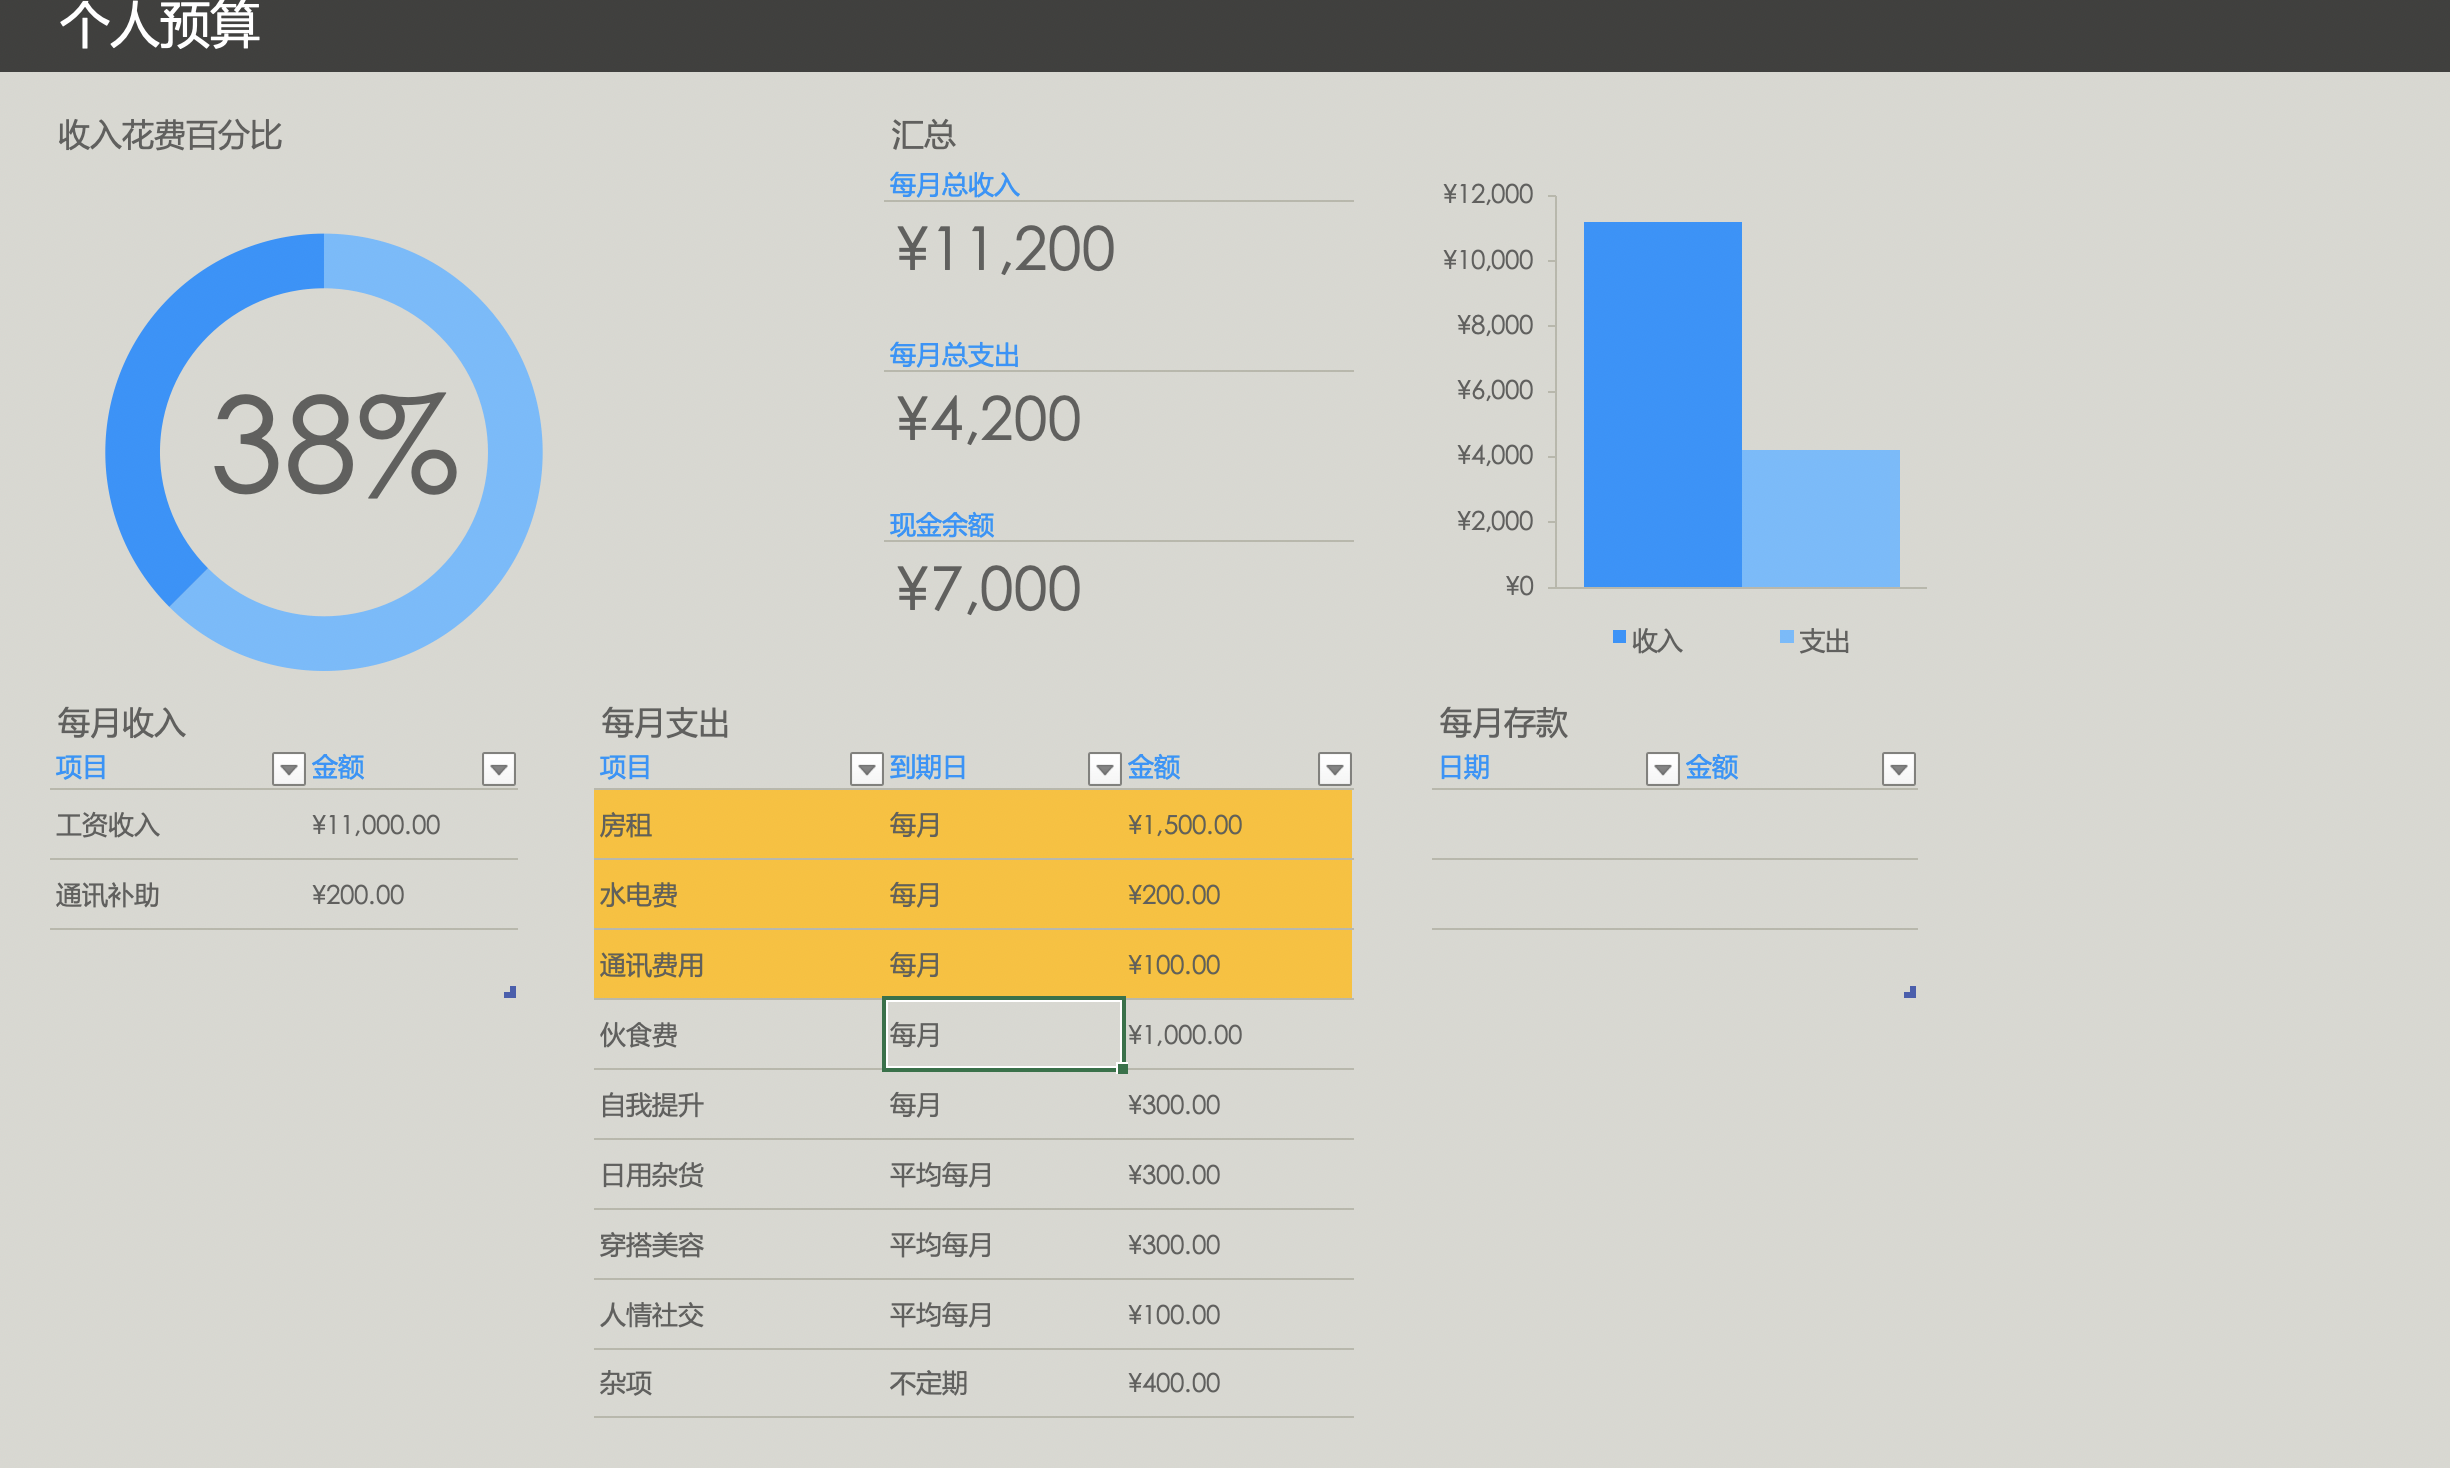 个人预算
收入花费百分比
38%
汇总
每月总收入
¥11,200
每月总支出
¥4,200
现金余额
¥7,000
¥12,000
¥10,000
¥8,000
¥6,000
¥4,000
¥2,000
¥0
收入 支出
每月收入
项目 金额
工资收入 ¥11,000.00
通讯补助 ¥200.00
每月支出
项目 到期日 金额
房租 每月 ¥1,500.00
水电费 每月 ¥200.00
通讯费用 每月 ¥100.00
伙食费 每月 ¥1,000.00
自我提升 每月 ¥300.00
日用杂货 平均每月 ¥300.00
穿搭美容 平均每月 ¥300.00
人情社交 平均每月 ¥100.00
杂项 不定期 ¥400.00
每月存款
日期 金额